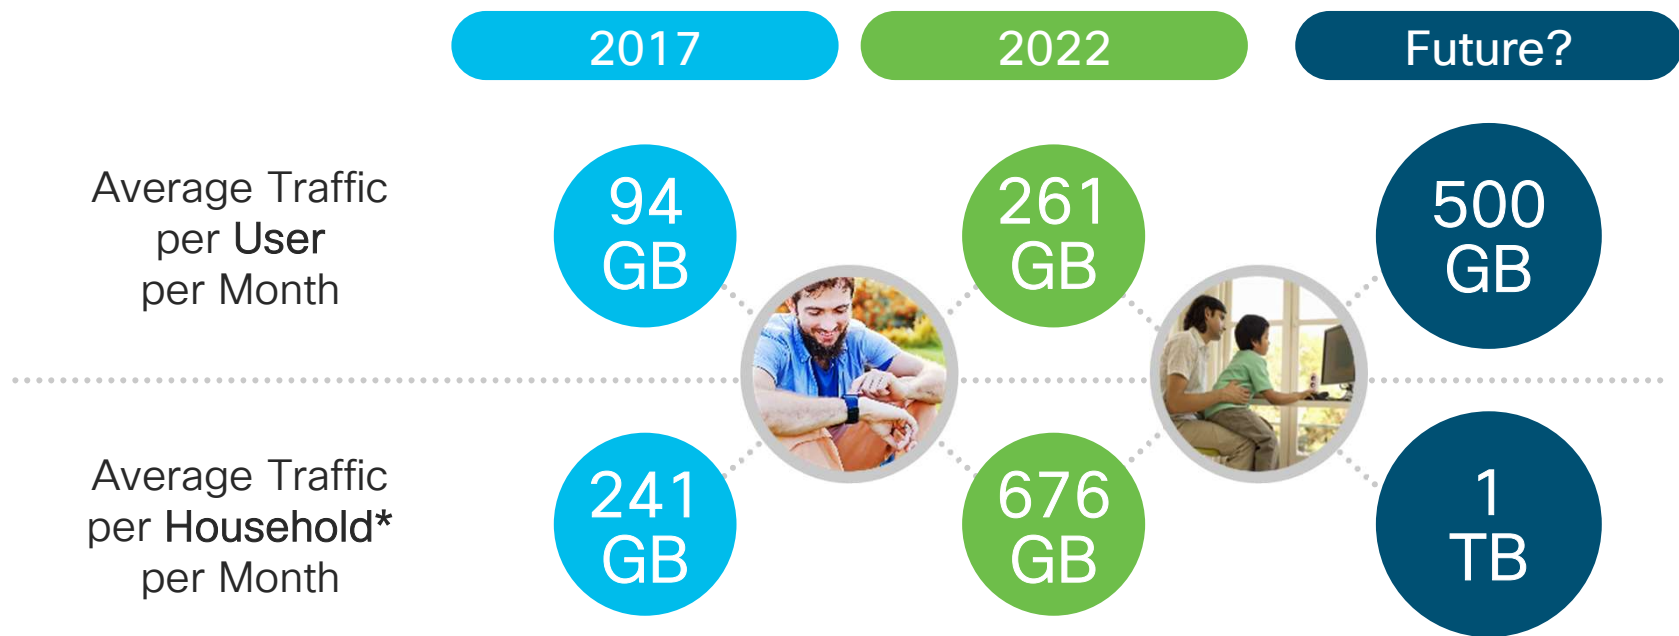 2017
2022
Future?
Average Traffic
per User
per Month
94
GB
261
GB
500
GB
Average Traffic
per Household*
per Month
241
GB
676
GB
1
TB